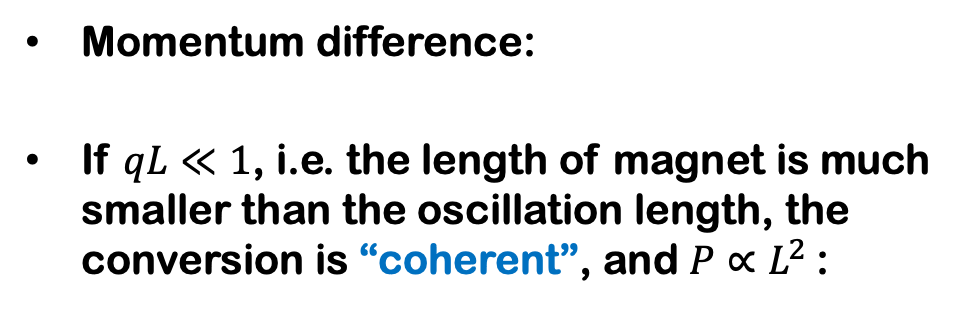 • Momentum difference:
• If 𝑞𝐿 ≪ 1, i.e. the length of magnet is much
smaller than the oscillation length, the
conversion is “coherent”, and 𝑃 ∝ 𝐿² :